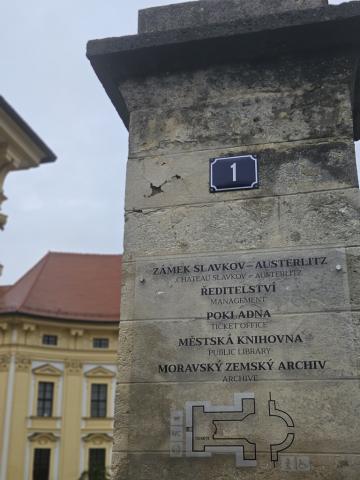 1
ZÁMEK SLAVKOV – AUSTERLITZ
CHATEAU SLAVKOV – AUSTERLITZ
ŘEDITELSTVÍ
MANAGEMENT
POKLADNA
TICKET OFFICE
MĚSTSKÁ KNIHOVNA
PUBLIC LIBRARY
MORAVSKÝ ZEMSKÝ ARCHIV
ARCHIVE
WC